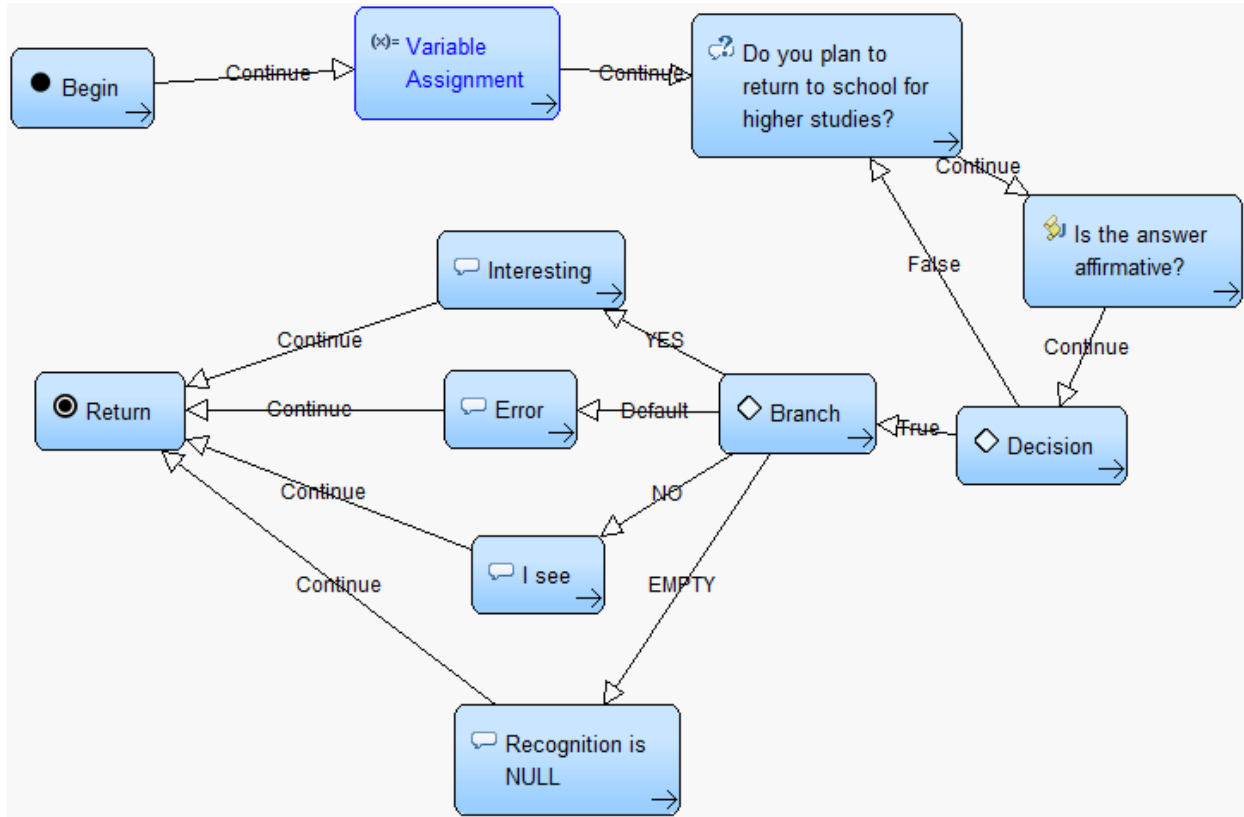 Begin
Continue
(x)= Variable
Assignment
Continue
Do you plan to
return to school for
higher studies?
Continue
Is the answer
affirmative?
Continue
Decision
False
True
Branch
YES
Interesting
Continue
Default
Error
Continue
NO
I see
Continue
EMPTY
Recognition is
NULL
Continue
Return